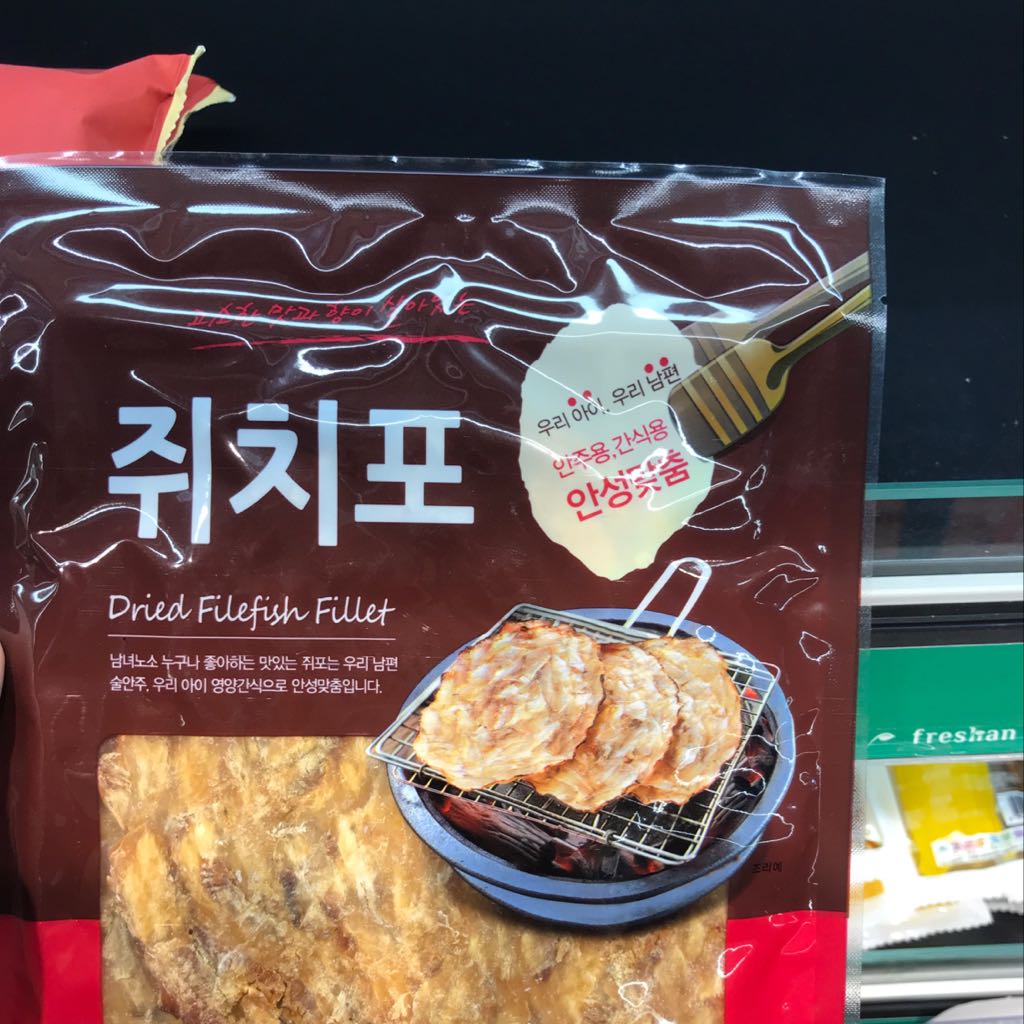 고소한 맛과 향이 살아있는
우리 아이, 우리 남편
안주용, 간식용
안성맞춤
쥐치포
Dried Filefish Fillet
남녀노소 누구나 좋아하는 맛있는 쥐포는 우리 남편
술안주, 우리 아이 영양간식으로 안성맞춤입니다.
조리예
freshan